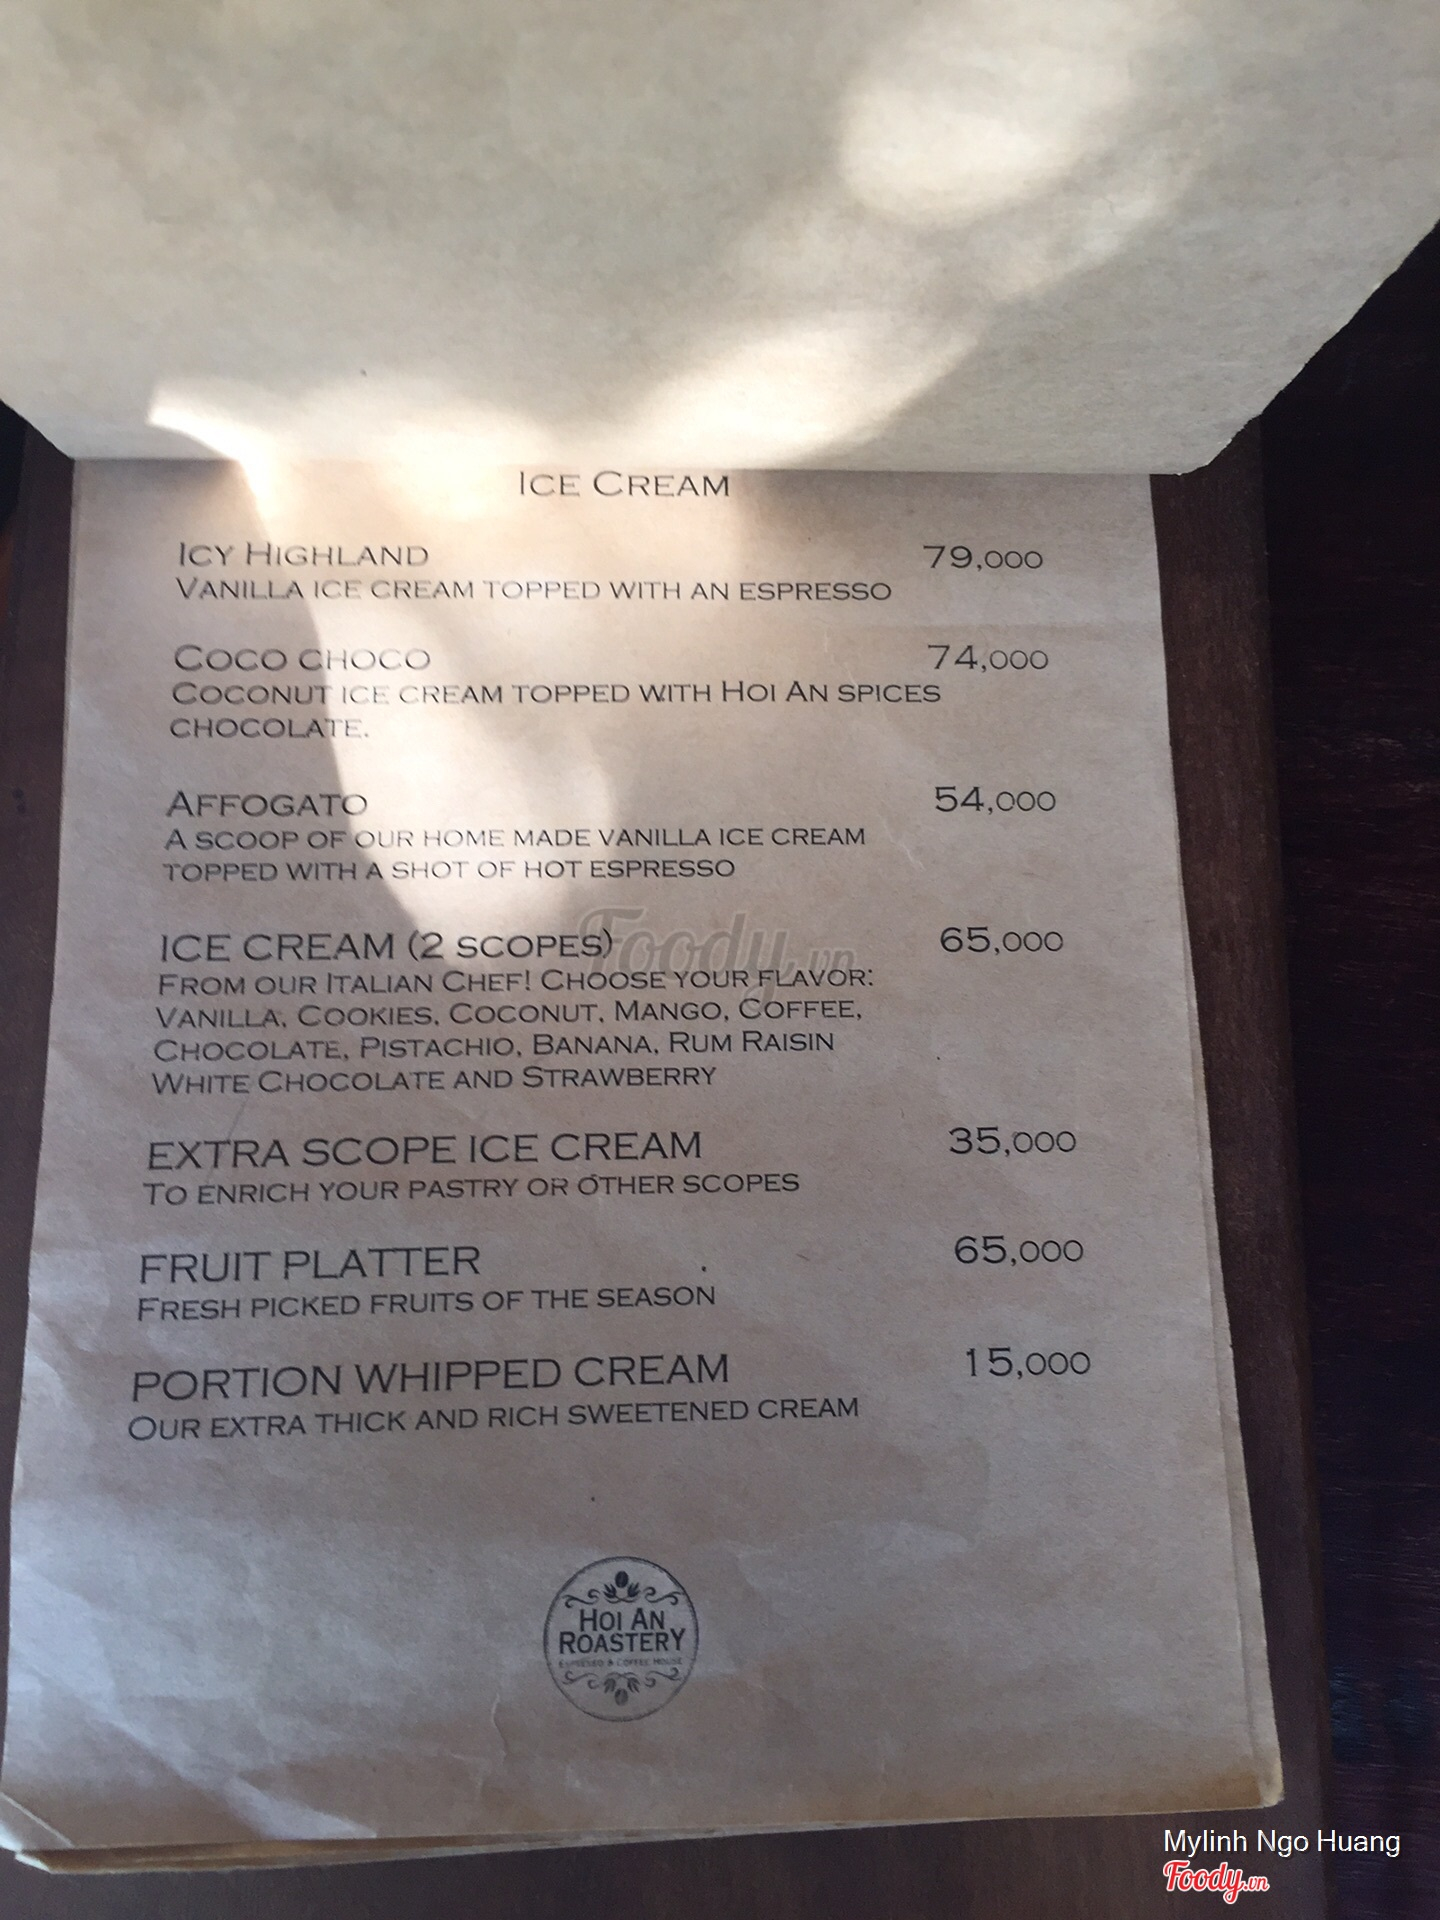 ICE CREAM
ICY HIGHLAND 79,000
VANILLA ICE CREAM TOPPED WITH AN ESPRESSO
COCO CHOCO 74,000
COCONUT ICE CREAM TOPPED WITH HOI AN SPICES
CHOCOLATE.
AFFOGATO 54,000
A SCOOP OF OUR HOME MADE VANILLA ICE CREAM
TOPPED WITH A SHOT OF HOT ESPRESSO
ICE CREAM (2 SCOPES) 65,000
FROM OUR ITALIAN CHEF! CHOOSE YOUR FLAVOR:
VANILLA, COOKIES, COCONUT, MANGO, COFFEE,
CHOCOLATE, PISTACHIO, BANANA, RUM RAISIN
WHITE CHOCOLATE AND STRAWBERRY
EXTRA SCOPE ICE CREAM 35,000
TO ENRICH YOUR PASTRY OR OTHER SCOPES
FRUIT PLATTER 65,000
FRESH PICKED FRUITS OF THE SEASON
PORTION WHIPPED CREAM 15,000
OUR EXTRA THICK AND RICH SWEETENED CREAM
HOI AN
ROASTERY
ESPRESSO & COFFEE HOUSE
Foody.vn
Mylinh Ngo Huang
Foody.vn